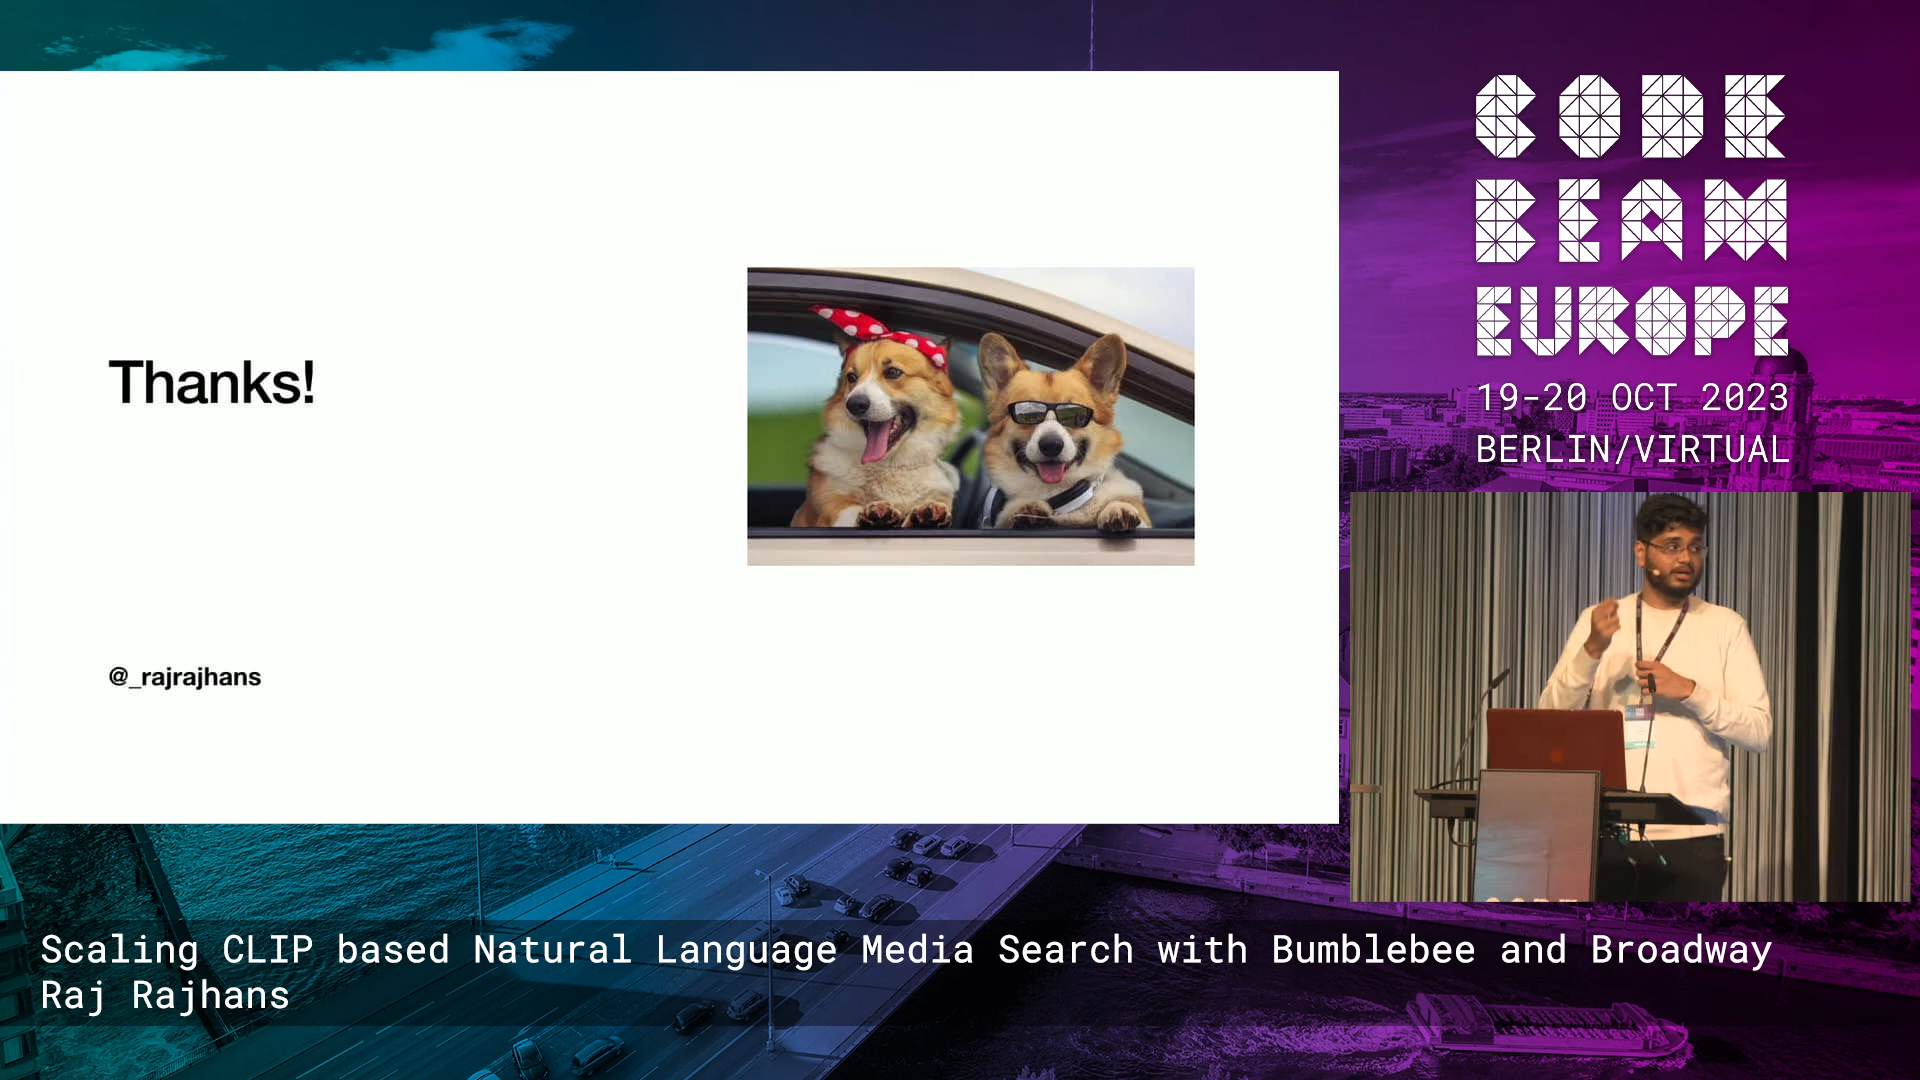 Thanks!
@_rajrajhans
CODE
BEAM
EUROPE
19-20 OCT 2023
BERLIN/VIRTUAL
Scaling CLIP based Natural Language Media Search with Bumblebee and Broadway
Raj Rajhans